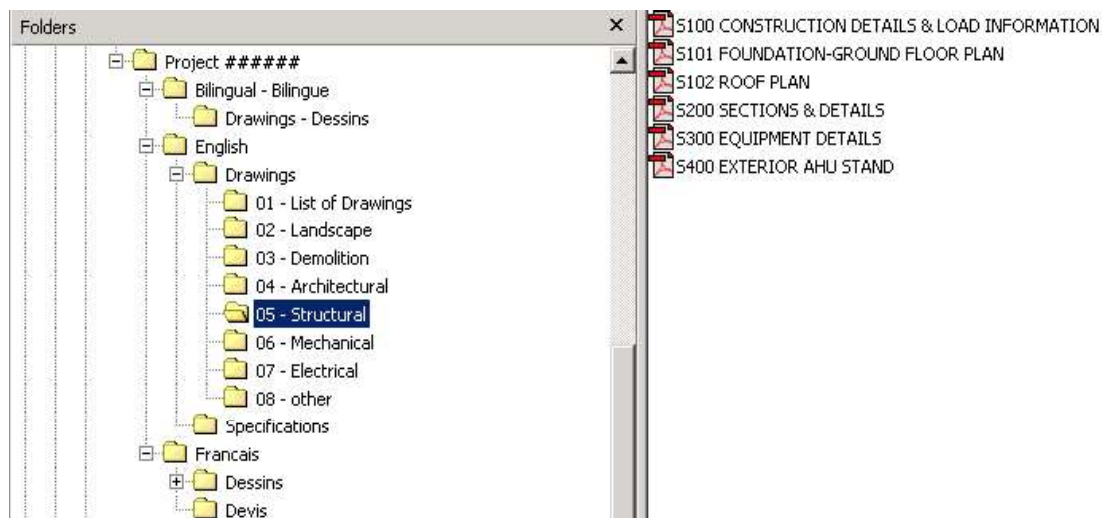 Folders
Project ######
Bilingual - Bilingue
Drawings - Dessins
English
Drawings
01 - List of Drawings
02 - Landscape
03 - Demolition
04 - Architectural
05 - Structural
06 - Mechanical
07 - Electrical
08 - other
Specifications
Francais
Dessins
Devis
S100 CONSTRUCTION DETAILS & LOAD INFORMATION
S101 FOUNDATION-GROUND FLOOR PLAN
S102 ROOF PLAN
S200 SECTIONS & DETAILS
S300 EQUIPMENT DETAILS
S400 EXTERIOR AHU STAND